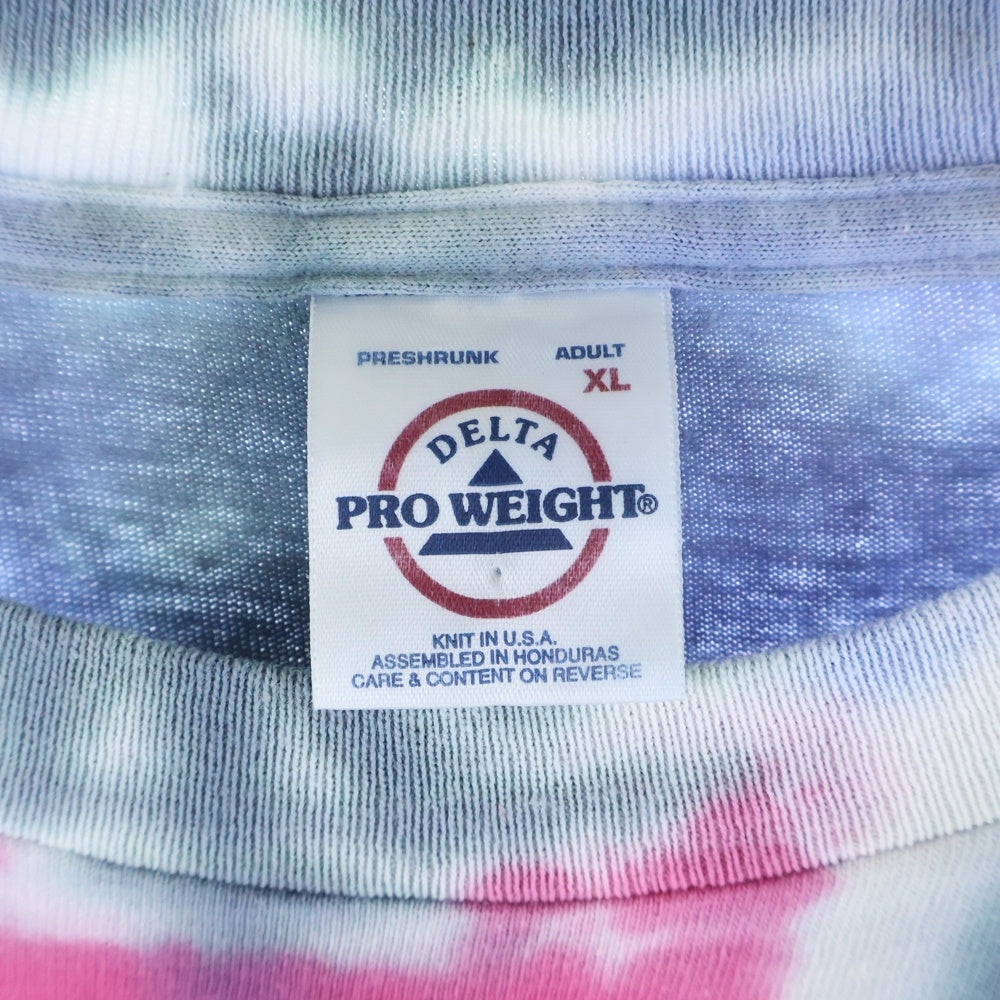 PRESHRUNK ADULT
XL
DELTA
PRO WEIGHT®
KNIT IN U.S.A.
ASSEMBLED IN HONDURAS
CARE & CONTENT ON REVERSE